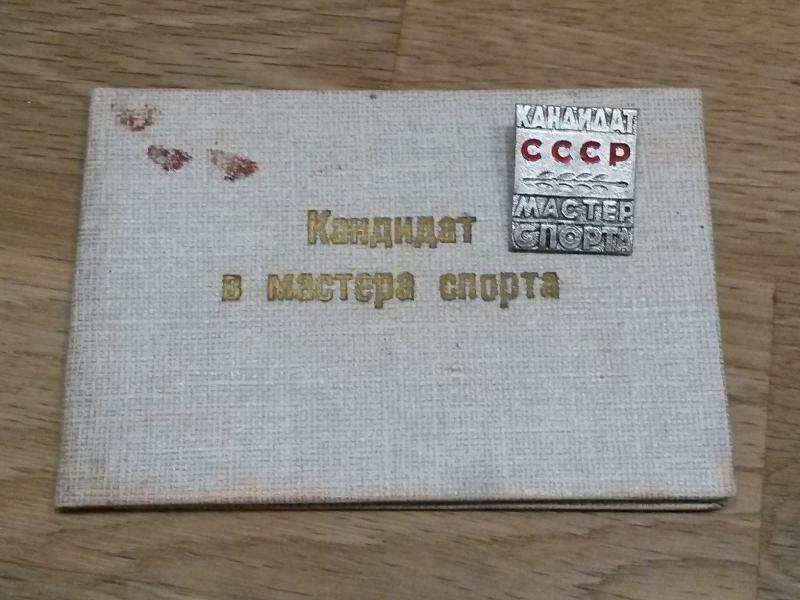 КАНДИДАТ
СССР
МАСТЕР
СПОРТА
Кандидат
в мастера спорта